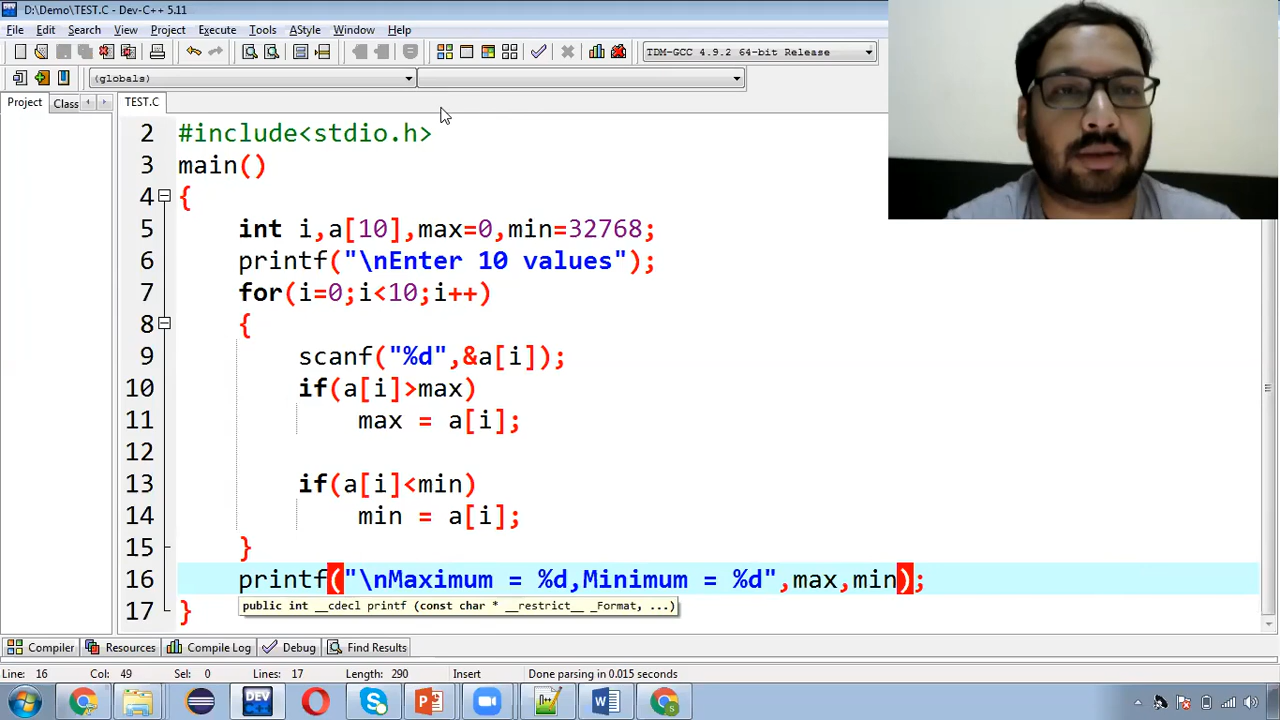 D:\Demo\TEST.C - Dev-C++ 5.11
File Edit Search View Project Execute Tools AStyle Window Help
TDM-GCC 4.9.2 64-bit Release
(globals)
Project Class TEST.C
2 #include<stdio.h>
3 main()
4 {
5 int i,a[10],max=0,min=32768;
6 printf("\nEnter 10 values");
7 for(i=0;i<10;i++)
8 {
9 scanf("%d",&a[i]);
10 if(a[i]>max)
11 max = a[i];
12
13 if(a[i]<min)
14 min = a[i];
15 }
16 printf("\nMaximum = %d,Minimum = %d",max,min);
public int __cdecl printf (const char * __restrict__ _Format, ...)
17 }
Compiler Resources Compile Log Debug Find Results
Line: 16 Col: 49 Sel: 0 Lines: 17 Length: 290 Insert Done parsing in 0.015 seconds
DEV